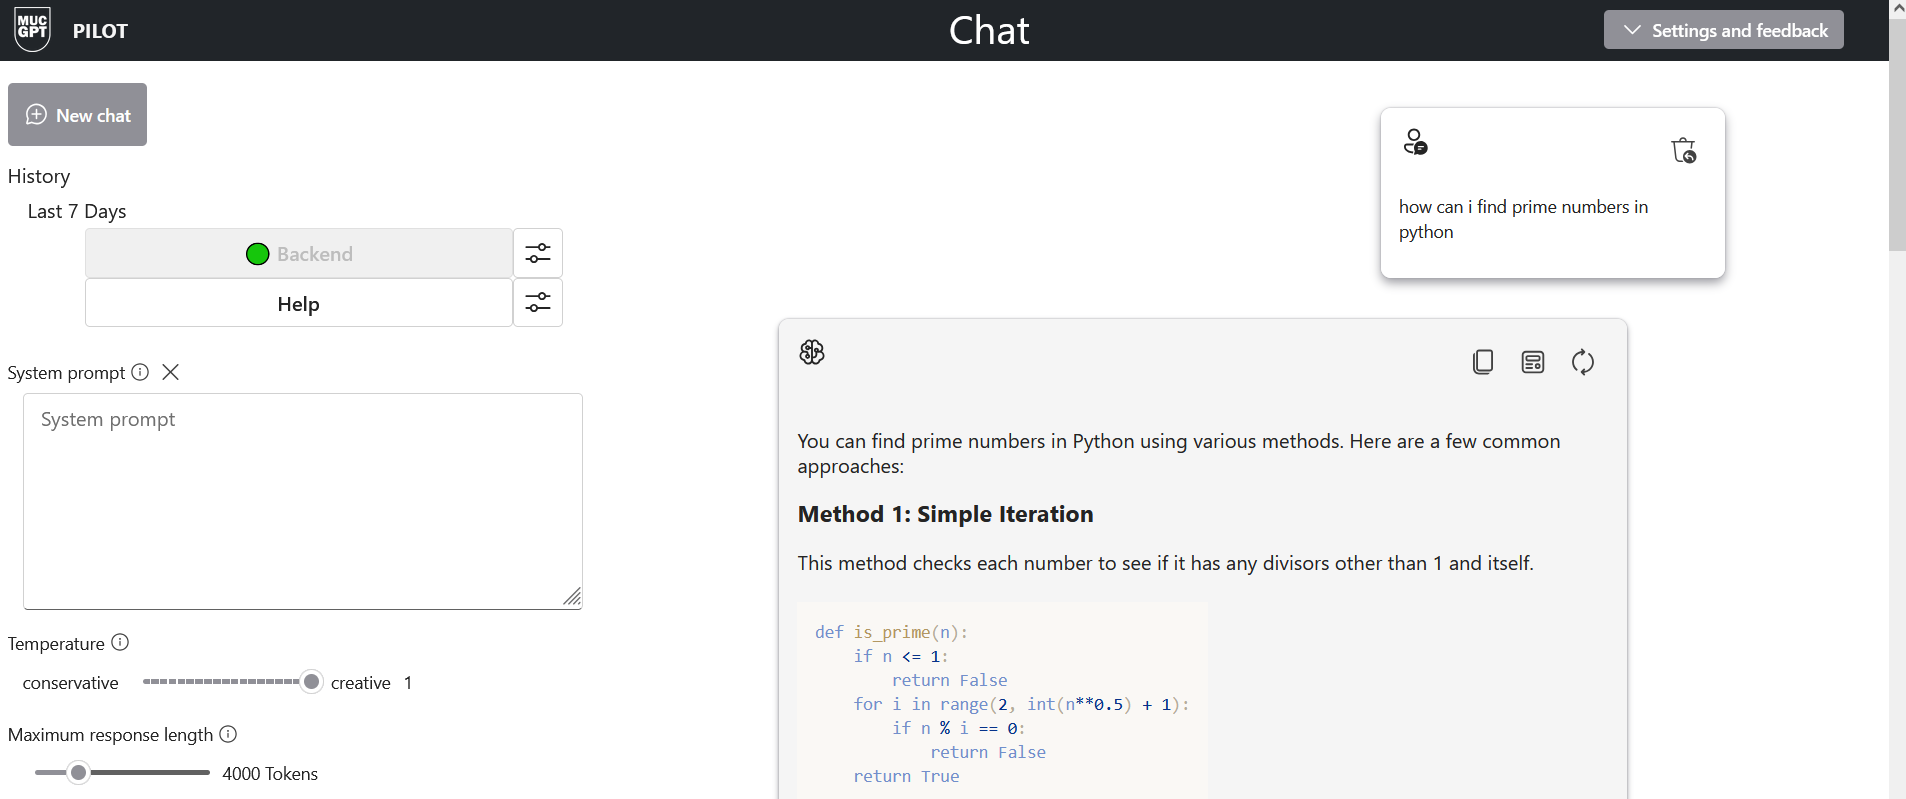 MUC
GPT
PILOT
Chat
Settings and feedback
New chat
History
Last 7 Days
Backend
Help
System prompt
System prompt
Temperature
conservative
creative 1
Maximum response length
4000 Tokens
how can i find prime numbers in
python
You can find prime numbers in Python using various methods. Here are a few common
approaches:
Method 1: Simple Iteration
This method checks each number to see if it has any divisors other than 1 and itself.
def is_prime(n):
    if n <= 1:
        return False
    for i in range(2, int(n**0.5) + 1):
        if n % i == 0:
            return False
    return True